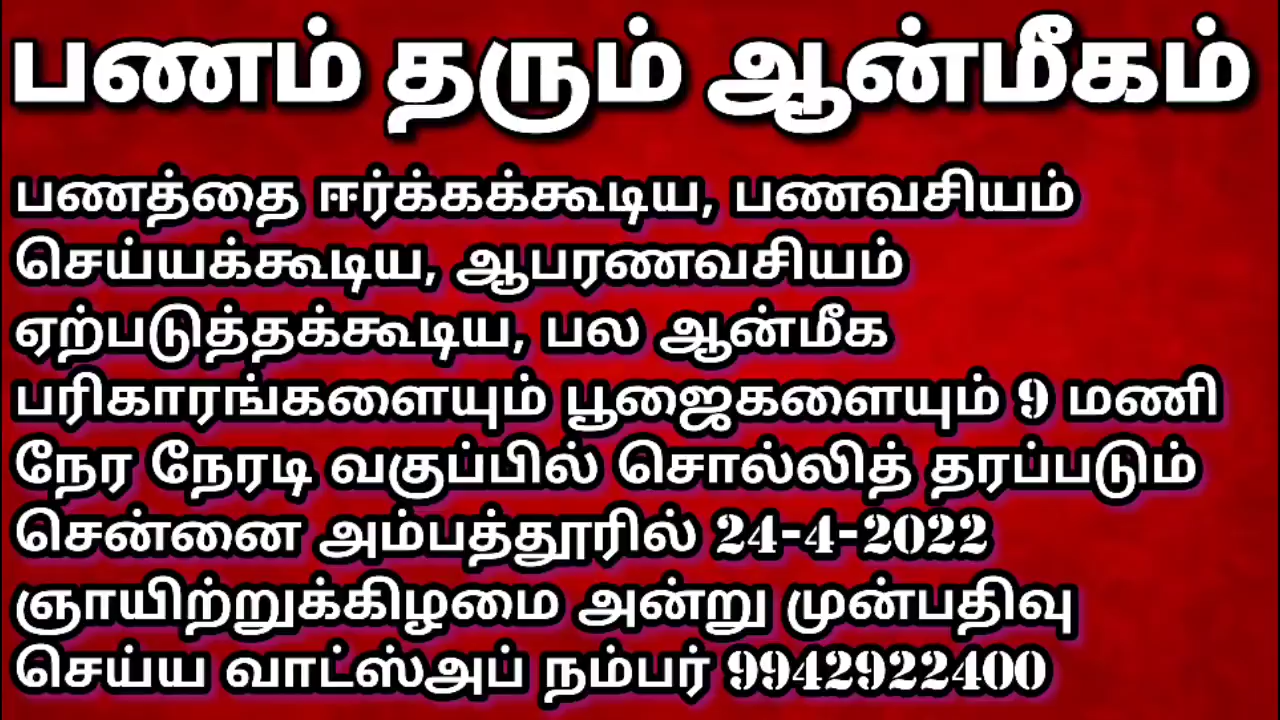 பணம் தரும் ஆன்மீகம்
பணத்தை ஈர்க்கக்கூடிய, பணவசியம்
செய்யக்கூடிய, ஆபரணவசியம்
ஏற்படுத்தக்கூடிய, பல ஆன்மீக
பரிகாரங்களையும் பூஜைகளையும் 9 மணி
நேர நேரடி வகுப்பில் சொல்லித் தரப்படும்
சென்னை அம்பத்தூரில் 24-4-2022
ஞாயிற்றுக்கிழமை அன்று முன்பதிவு
செய்ய வாட்ஸ்அப் நம்பர் 9942922400